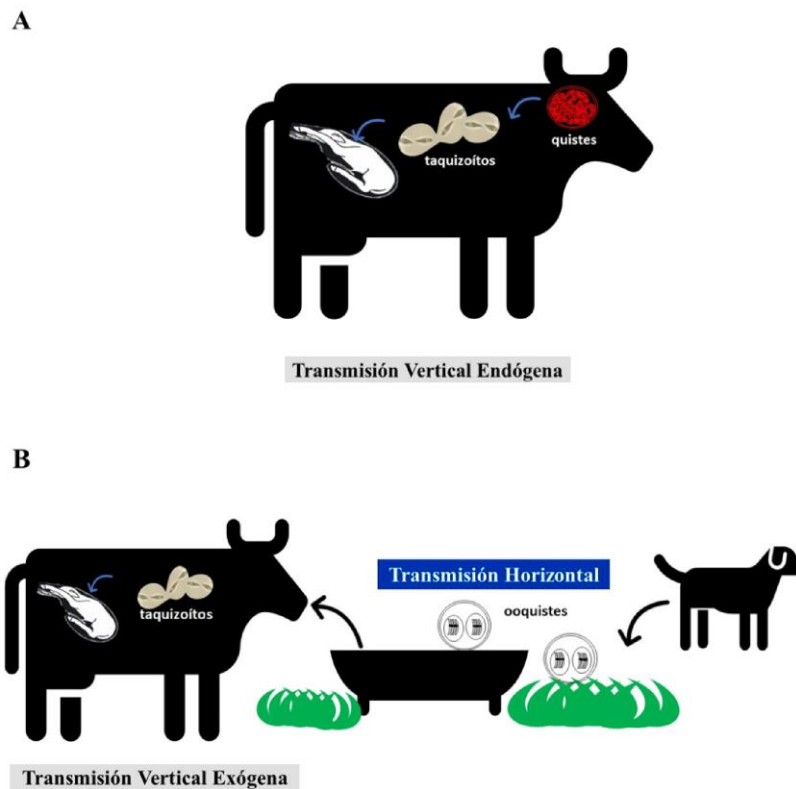 A
quistes
taquizoítos
Transmisión Vertical Endógena
B
Transmisión Horizontal
ooquistes
taquizoítos
Transmisión Vertical Exógena